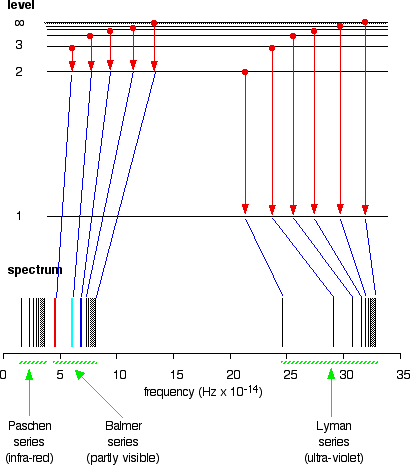 level
∞
3
2
1
spectrum
0 5 10 15 20 25 30 35
frequency (Hz x 10-14)
Paschen
series
(infra-red)
Balmer
series
(partly visible)
Lyman
series
(ultra-violet)